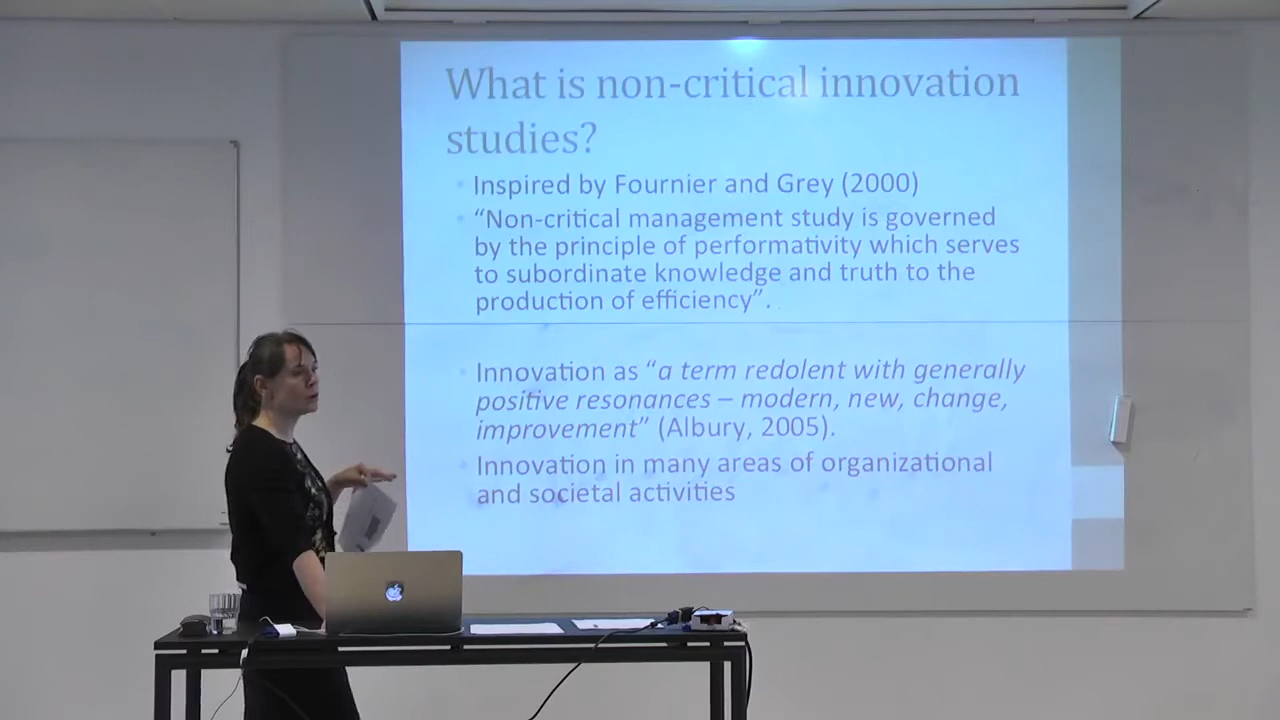 What is non-critical innovation
studies?
Inspired by Fournier and Grey (2000)
“Non-critical management study is governed
by the principle of performativity which serves
to subordinate knowledge and truth to the
production of efficiency”.
Innovation as “a term redolent with generally
positive resonances – modern, new, change,
improvement” (Albury, 2005).
Innovation in many areas of organizational
and societal activities